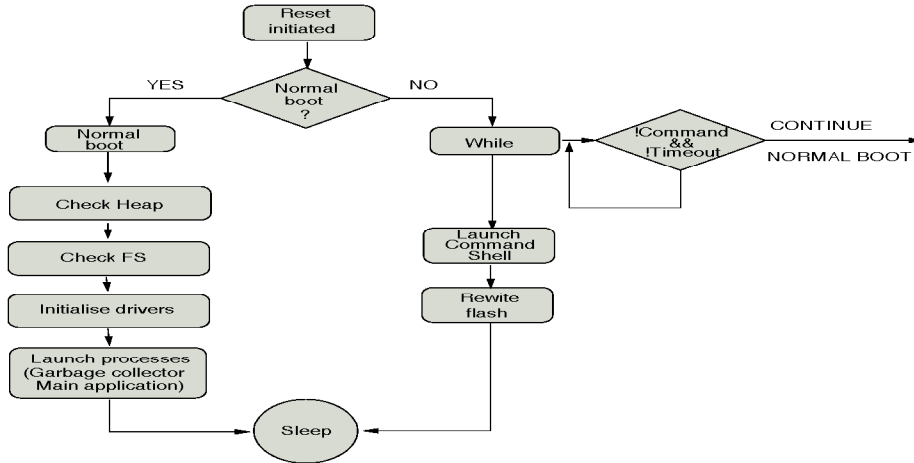 Reset
initiated
YES
Normal
boot
?
NO
Normal
boot
While
!Command
&&
!Timeout
CONTINUE
NORMAL BOOT
Check Heap
Check FS
Initialise drivers
Launch processes
(Garbage collector
Main application)
Launch
Command
Shell
Rewite
flash
Sleep